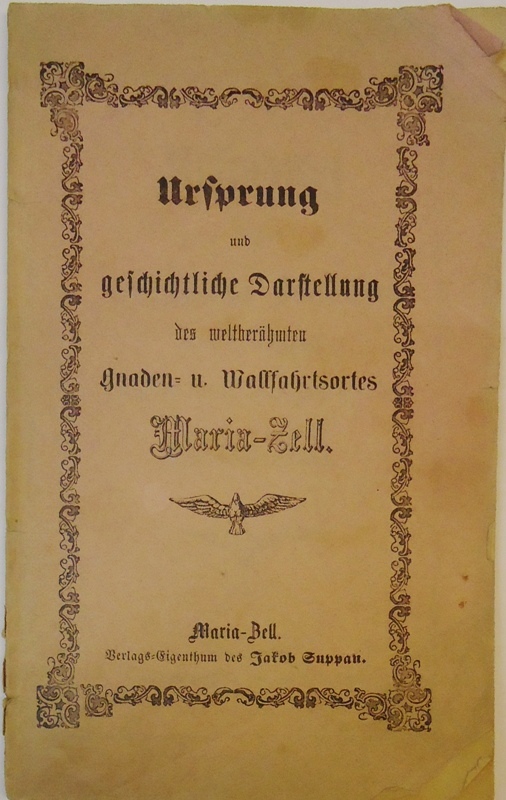 Ursprung
und
geschichtliche Darstellung
des weltberühmten
Gnaden= u. Wallfahrtsortes
Maria=Zell.
Maria=Zell.
Verlags=Eigenthum des Jakob Suppan.